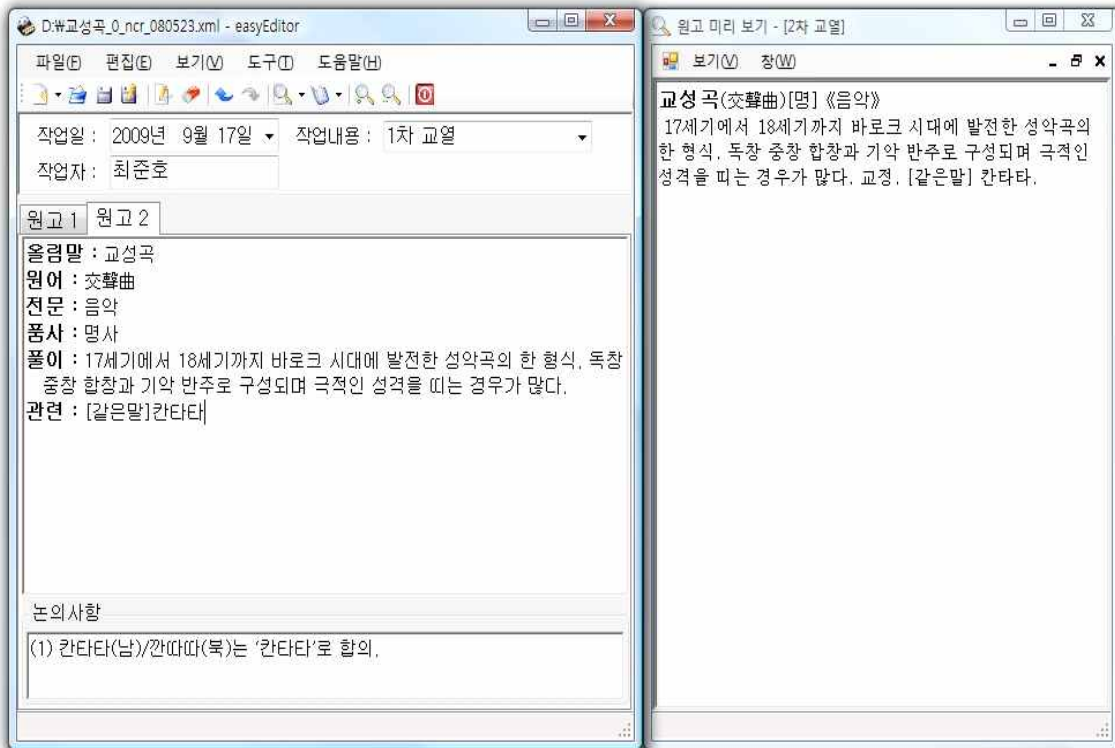 D:₩교성곡_0_ncr_080523.xml - easyEditor
파일(F) 편집(E) 보기(V) 도구(T) 도움말(H)
작업일 : 2009년 9월 17일 작업내용 : 1차 교열
작업자 : 최준호
원고 1 원고 2
올림말 : 교성곡
원어 : 交聲曲
전문 : 음악
품사 : 명사
풀이 : 17세기에서 18세기까지 바로크 시대에 발전한 성악곡의 한 형식. 독창
중창 합창과 기악 반주로 구성되며 극적인 성격을 띠는 경우가 많다.
관련 : [같은말]칸타타
논의사항
(1) 칸타타(남)/깐따따(북)는 ‘칸타타’로 합의.
원고 미리 보기 - [2차 교열]
보기(V) 창(W)
교성곡(交聲曲)[명] 《음악》
17세기에서 18세기까지 바로크 시대에 발전한 성악곡의
한 형식. 독창 중창 합창과 기악 반주로 구성되며 극적인
성격을 띠는 경우가 많다. 교정. [같은말] 칸타타.